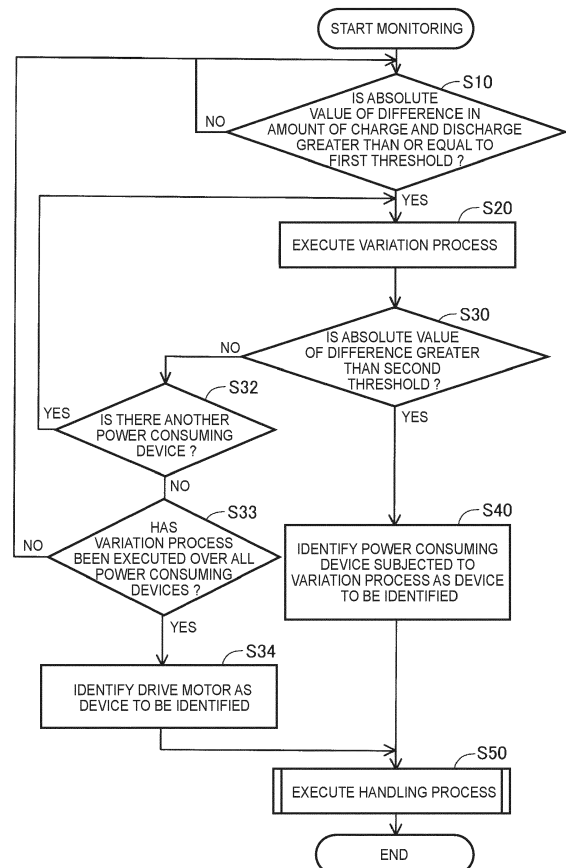 START MONITORING
S10
IS ABSOLUTE
VALUE OF DIFFERENCE IN
AMOUNT OF CHARGE AND DISCHARGE
GREATER THAN OR EQUAL TO
FIRST THRESHOLD ?
NO
YES
S20
EXECUTE VARIATION PROCESS
S30
IS ABSOLUTE VALUE
OF DIFFERENCE GREATER
THAN SECOND
THRESHOLD ?
NO
YES
S32
IS THERE ANOTHER
POWER CONSUMING
DEVICE ?
YES
NO
S33
HAS
VARIATION PROCESS
BEEN EXECUTED OVER ALL
POWER CONSUMING
DEVICES ?
NO
YES
S40
IDENTIFY POWER CONSUMING
DEVICE SUBJECTED TO
VARIATION PROCESS AS DEVICE
TO BE IDENTIFIED
S34
IDENTIFY DRIVE MOTOR AS
DEVICE TO BE IDENTIFIED
S50
EXECUTE HANDLING PROCESS
END